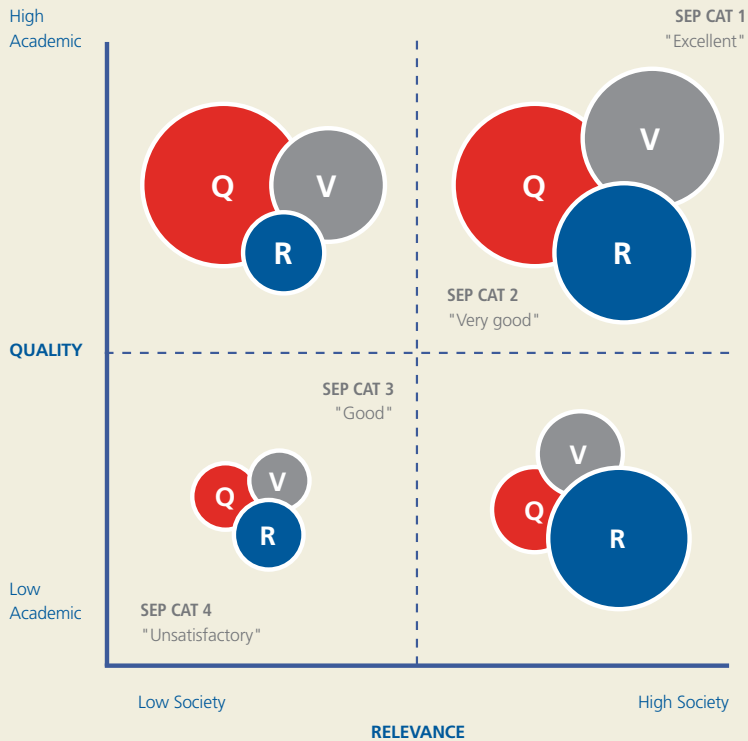 High
Academic
SEP CAT 1
"Excellent"
Q
V
R
Q
V
R
SEP CAT 2
"Very good"
QUALITY
SEP CAT 3
"Good"
Q
V
R
Q
V
R
Low
Academic
SEP CAT 4
"Unsatisfactory"
Low Society
High Society
RELEVANCE